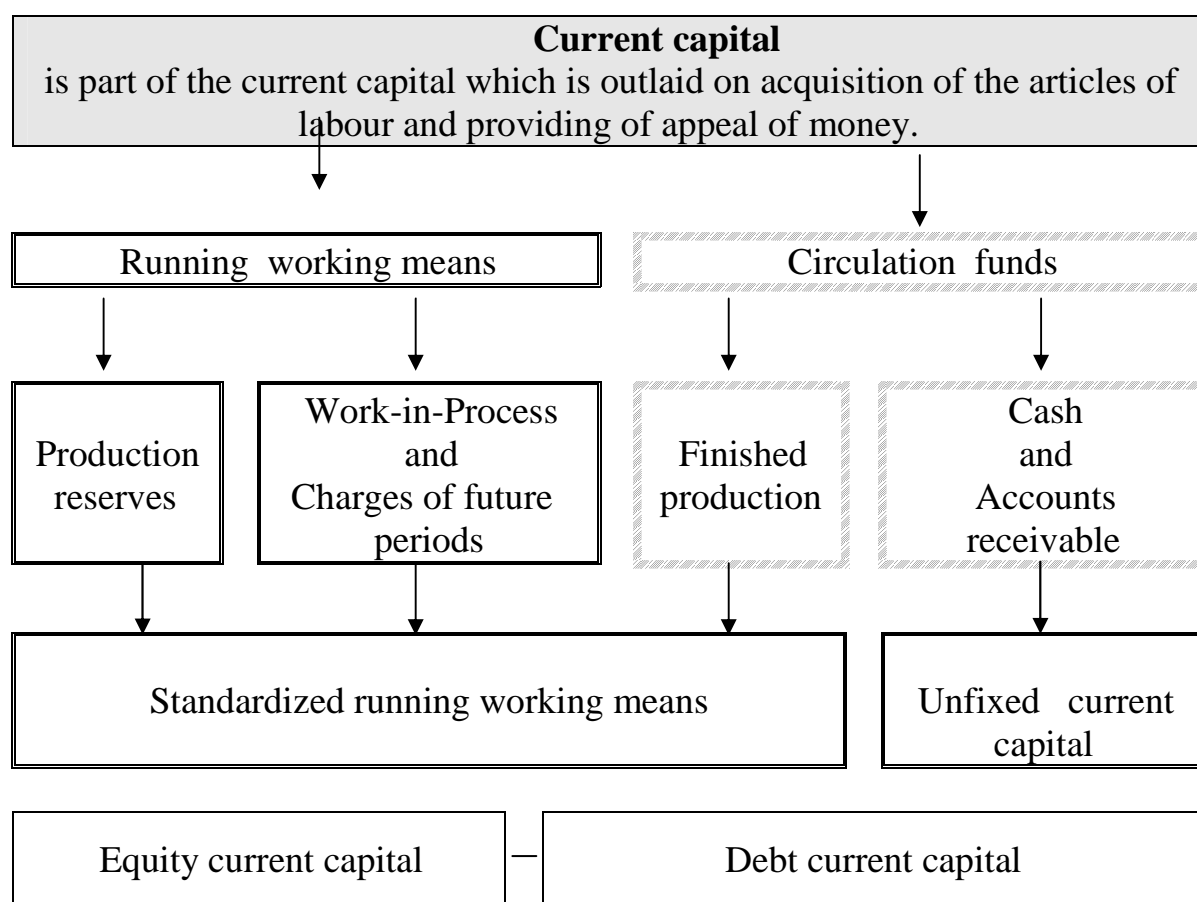 Current capital
is part of the current capital which is outlaid on acquisition of the articles of
labour and providing of appeal of money.
Running working means
Circulation funds
Production
reserves
Work-in-Process
and
Charges of future
periods
Finished
production
Cash
and
Accounts
receivable
Standardized running working means
Unfixed current
capital
Equity current capital
Debt current capital